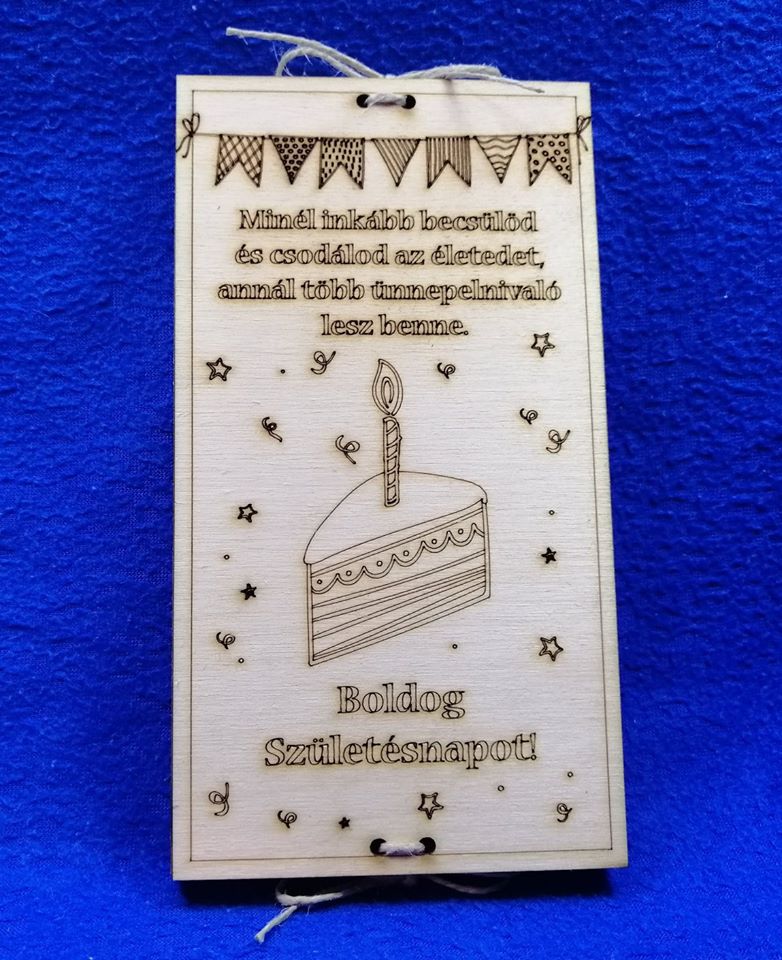 Minél inkább becsülöd
és csodálod az életedet,
annál több ünnepelnivaló
lesz benne.
Boldog
Születésnapot!